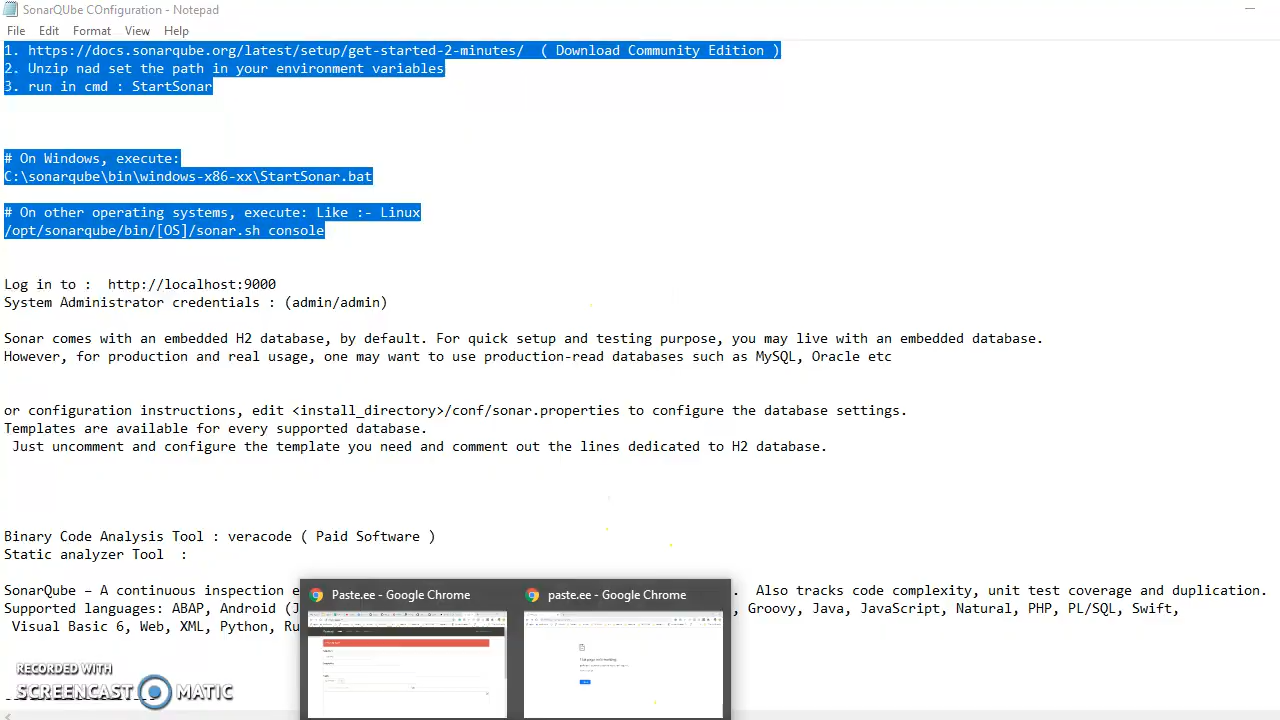 SonarQUbe COnfiguration - Notepad
File Edit Format View Help
1. https://docs.sonarqube.org/latest/setup/get-started-2-minutes/ ( Download Community Edition )
2. Unzip nad set the path in your environment variables
3. run in cmd : StartSonar
# On Windows, execute:
C:\sonarqube\bin\windows-x86-xx\StartSonar.bat
# On other operating systems, execute: Like :- Linux
/opt/sonarqube/bin/[OS]/sonar.sh console
Log in to : http://localhost:9000
System Administrator credentials : (admin/admin)
Sonar comes with an embedded H2 database, by default. For quick setup and testing purpose, you may live with an embedded database.
However, for production and real usage, one may want to use production-read databases such as MySQL, Oracle etc
or configuration instructions, edit <install_directory>/conf/sonar.properties to configure the database settings.
Templates are available for every supported database.
Just uncomment and configure the template you need and comment out the lines dedicated to H2 database.
Binary Code Analysis Tool : veracode ( Paid Software )
Static analyzer Tool :
SonarQube – A continuous inspection e . Also tracks code complexity, unit test coverage and duplication.
Supported languages: ABAP, Android (J , Groovy, Java, JavaScript, Natural, PHP, PL/SQL, Swift,
Visual Basic 6, Web, XML, Python, Ru
Paste.ee - Google Chrome
paste.ee - Google Chrome
RECORDED WITH
SCREENCAST MATIC